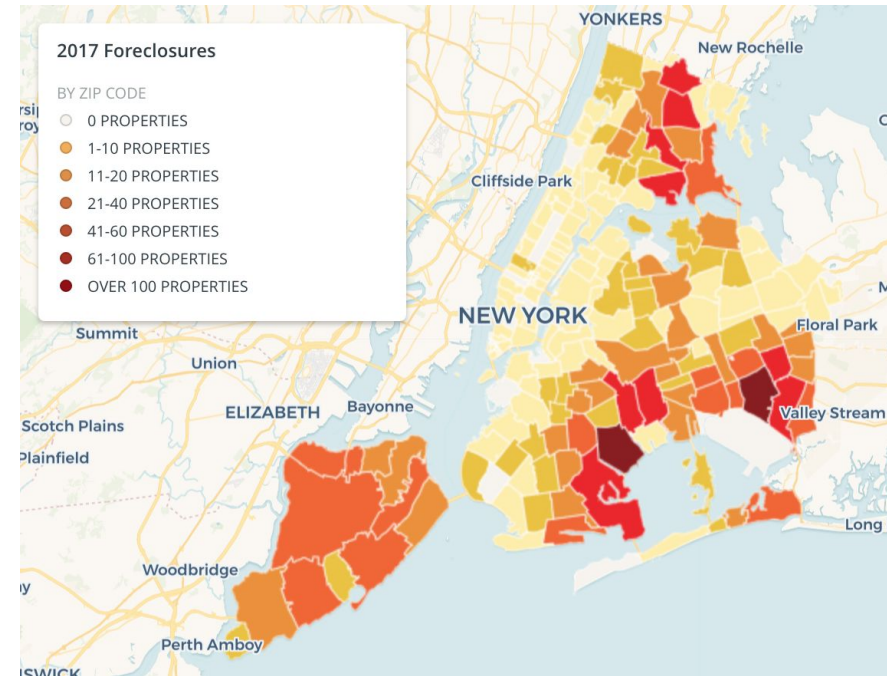 YONKERS
New Rochelle
2017 Foreclosures
BY ZIP CODE
0 PROPERTIES
1-10 PROPERTIES
11-20 PROPERTIES
21-40 PROPERTIES
41-60 PROPERTIES
61-100 PROPERTIES
OVER 100 PROPERTIES
Cliffside Park
NEW YORK
Floral Park
Summit
Union
ELIZABETH
Bayonne
Valley Stream
Scotch Plains
Plainfield
Long
Woodbridge
Perth Amboy
ISWICK